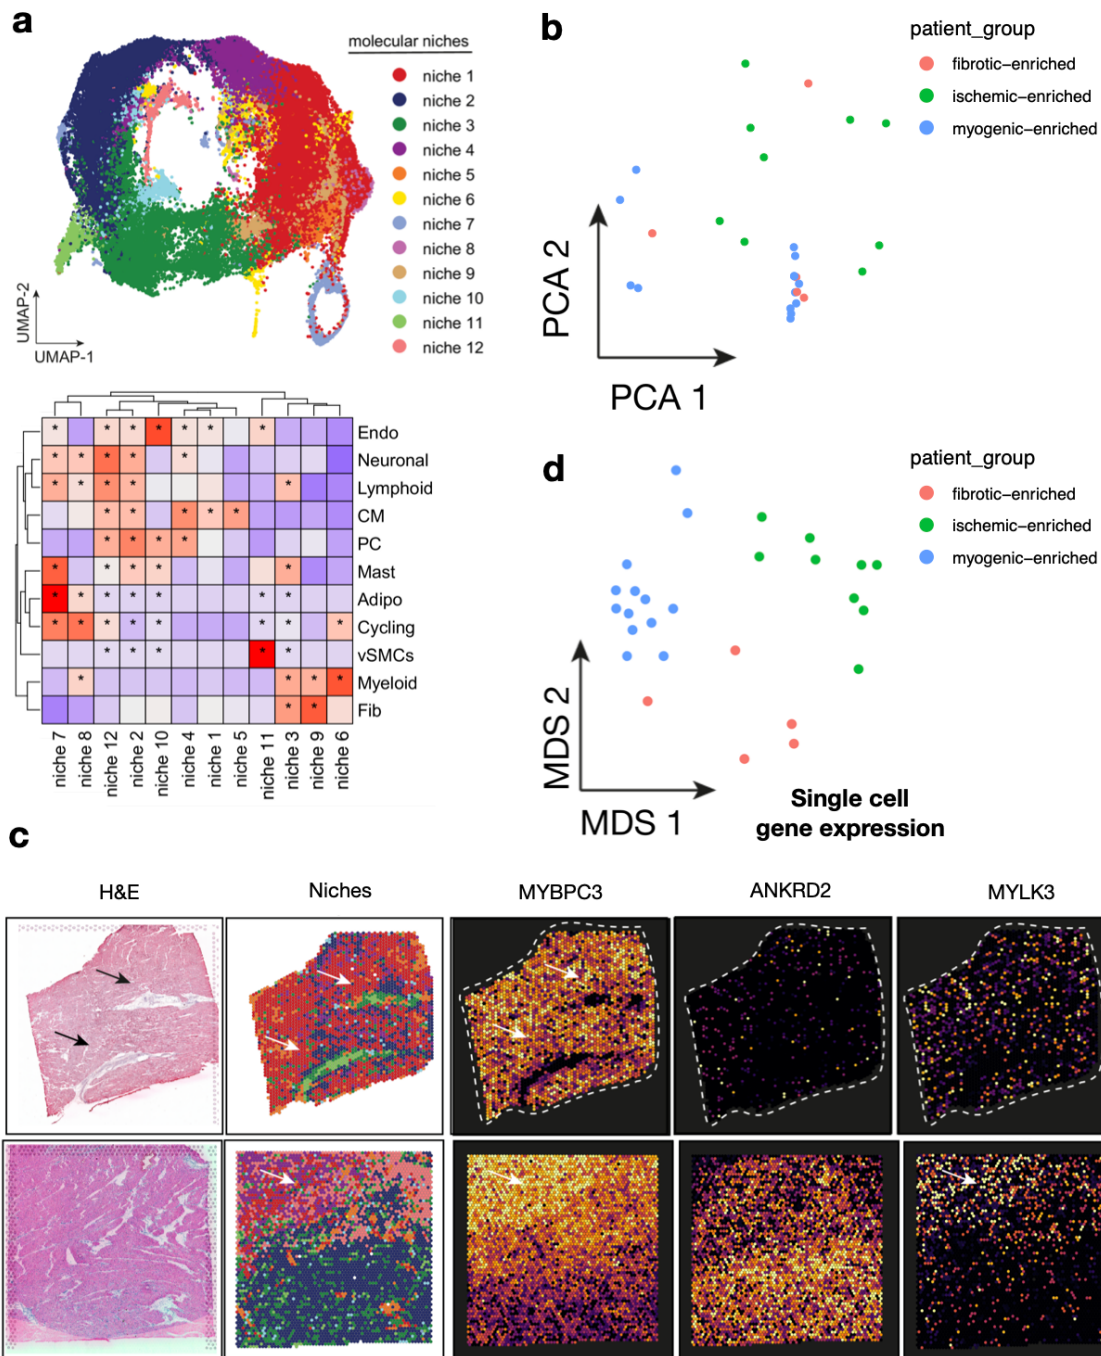 a
molecular niches
niche 1
niche 2
niche 3
niche 4
niche 5
niche 6
niche 7
niche 8
niche 9
niche 10
niche 11
niche 12
UMAP-2
UMAP-1
b
patient_group
fibrotic-enriched
ischemic-enriched
myogenic-enriched
PCA 2
PCA 1
Endo
Neuronal
Lymphoid
CM
PC
Mast
Adipo
Cycling
vSMCs
Myeloid
Fib
niche 7
niche 8
niche 12
niche 2
niche 10
niche 4
niche 1
niche 5
niche 11
niche 3
niche 9
niche 6
d
patient_group
fibrotic-enriched
ischemic-enriched
myogenic-enriched
MDS 2
MDS 1
Single cell
gene expression
c
H&E
Niches
MYBPC3
ANKRD2
MYLK3